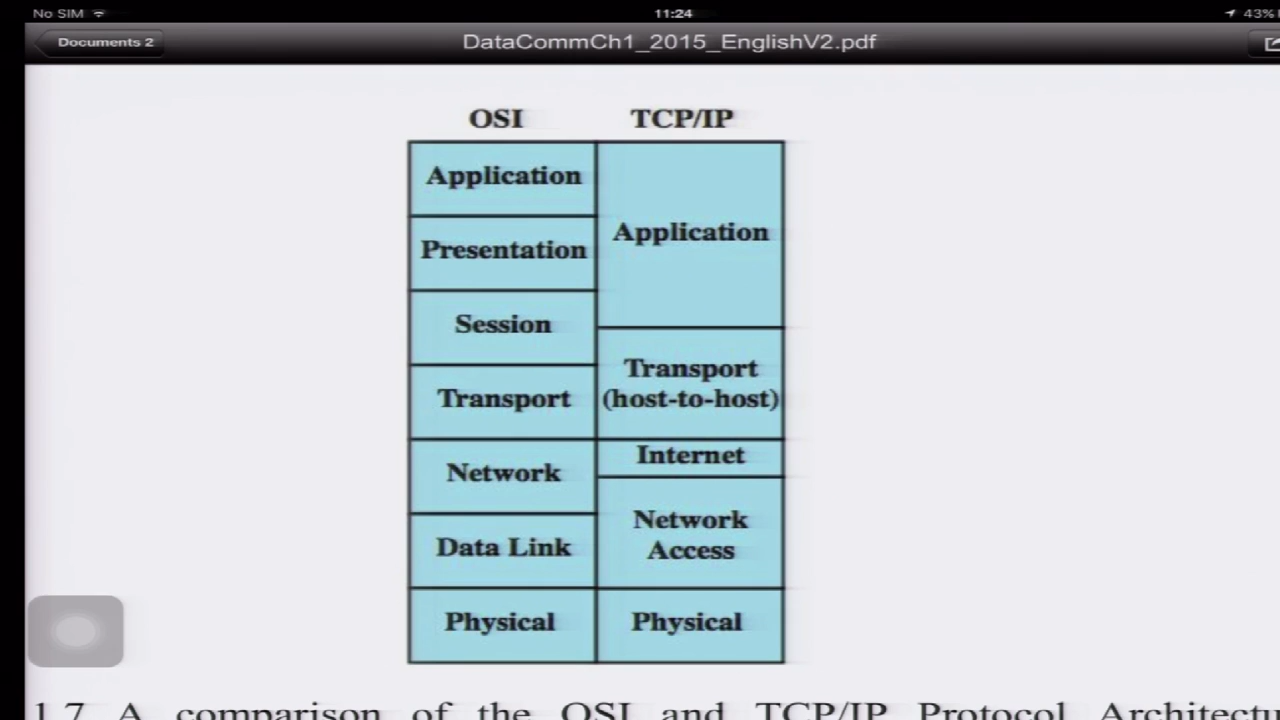 No SIM 11:24 43%
Documents 2 DataCommCh1_2015_EnglishV2.pdf
OSI TCP/IP
Application
Presentation
Session
Transport
Network
Data Link
Physical
Application
Transport
(host-to-host)
Internet
Network
Access
Physical
1.7 A comparison of the OSI and TCP/IP Protocol